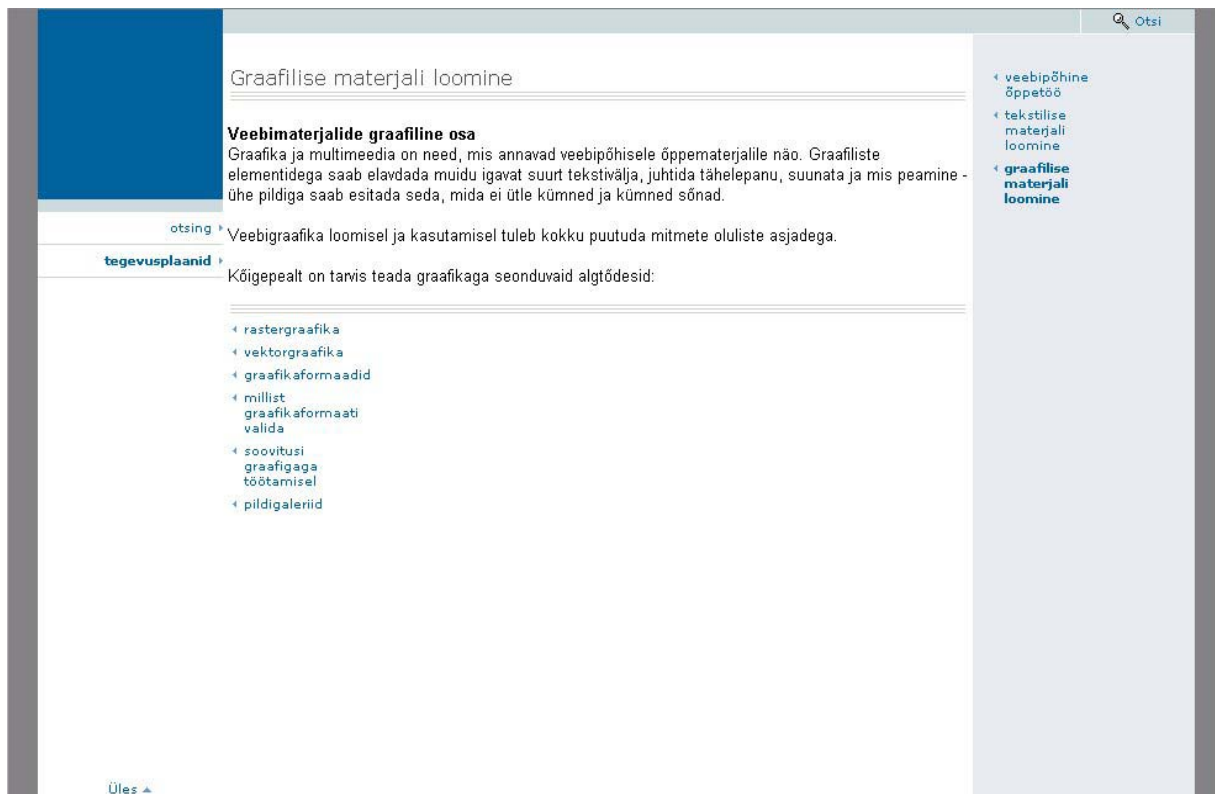 Otsi
Graafilise materjali loomine
Veebimaterjalide graafiline osa
Graafika ja multimeedia on need, mis annavad veebipõhisele õppematerjalile näo. Graafiliste
elementidega saab elavdada muidu igavat suurt tekstivälja, juhtida tähelepanu, suunata ja mis peamine -
ühe pildiga saab esitada seda, mida ei ütle kümned ja kümned sõnad.
Veebigraafika loomisel ja kasutamisel tuleb kokku puutuda mitmete oluliste asjadega.
Kõigepealt on tarvis teada graafikaga seonduvaid algtõdesid:
otsing
tegevusplaanid
rastergraafika
vektorgraafika
graafikaformaadid
millist
graafikaformaati
valida
soovitusi
graafigaga
töötamisel
pildigaleriid
veebipõhine
õppetöö
tekstilise
materjali
loomine
graafilise
materjali
loomine
Üles